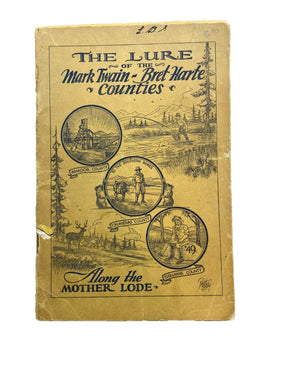 THE LURE
OF THE
Mark Twain - Bret Harte
Counties
AMADOR COUNTY
CALAVERAS COUNTY
'49
TUOLUMNE COUNTY
Along the
MOTHER LODE